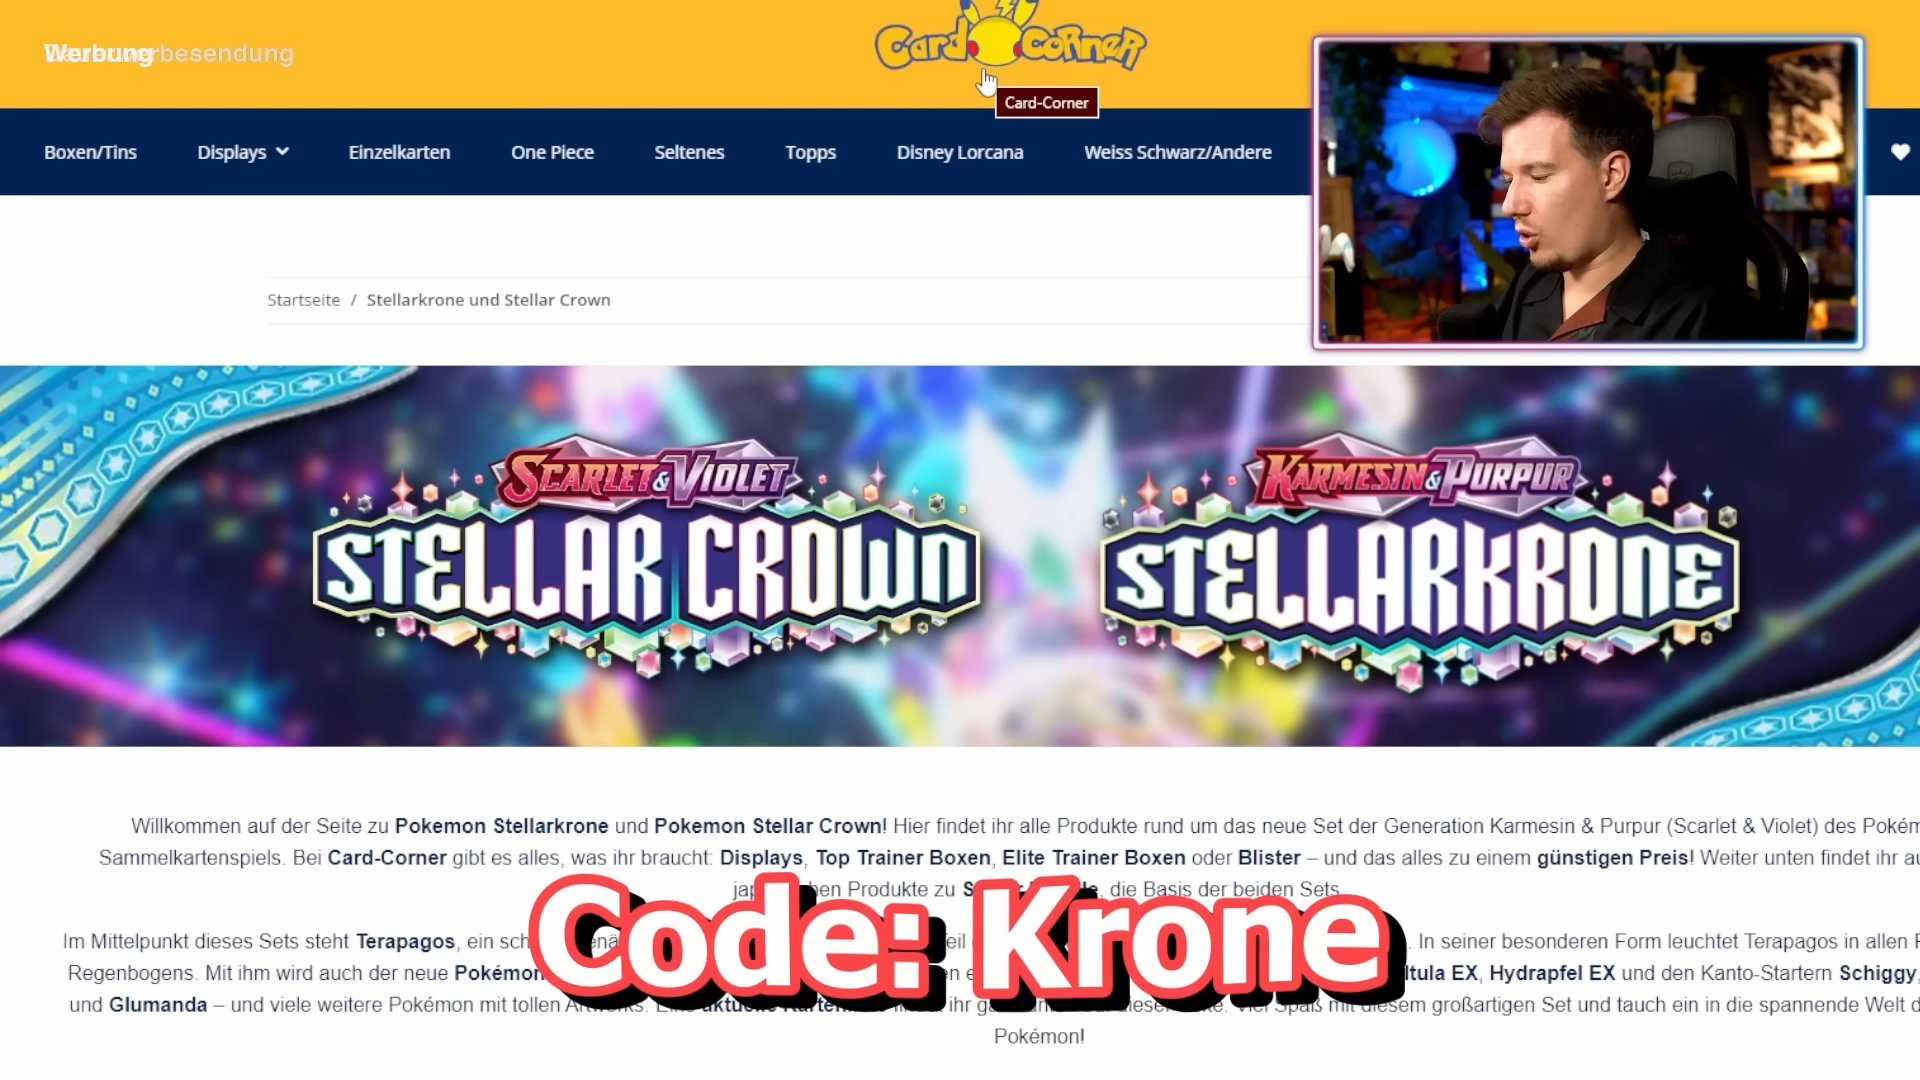 Werbung
Dauerwerbesendung
Card corner
Card-Corner
Boxen/Tins
Displays
Einzelkarten
One Piece
Seltenes
Topps
Disney Lorcana
Weiss Schwarz/Andere
Startseite / Stellarkrone und Stellar Crown
SCARLET & VIOLET
STELLAR CROWN
KARMESIN & PURPUR
STELLARKRONE
Willkommen auf der Seite zu Pokemon Stellarkrone und Pokemon Stellar Crown! Hier findet ihr alle Produkte rund um das neue Set der Generation Karmesin & Purpur (Scarlet & Violet) des
Sammelkartenspiels. Bei Card-Corner gibt es alles, was ihr braucht: Displays, Top Trainer Boxen, Elite Trainer Boxen oder Blister – und das alles zu einem günstigen Preis! Weiter unten findet ihr
Produkte zu , die Basis der beiden Sets.
Code: Krone
Im Mittelpunkt dieses Sets steht Terapagos, ein . In seiner besonderen Form leuchtet Terapagos in allen
Regenbogens. Mit ihm wird auch der neue Pokémon EX, Hydrapfel EX und den Kanto-Startern Schiggy,
und Glumanda – und viele weitere Pokémon mit tollen Artworks. ihr Viel Spaß mit diesem großartigen Set und tauch ein in die spannende Welt
Pokémon!